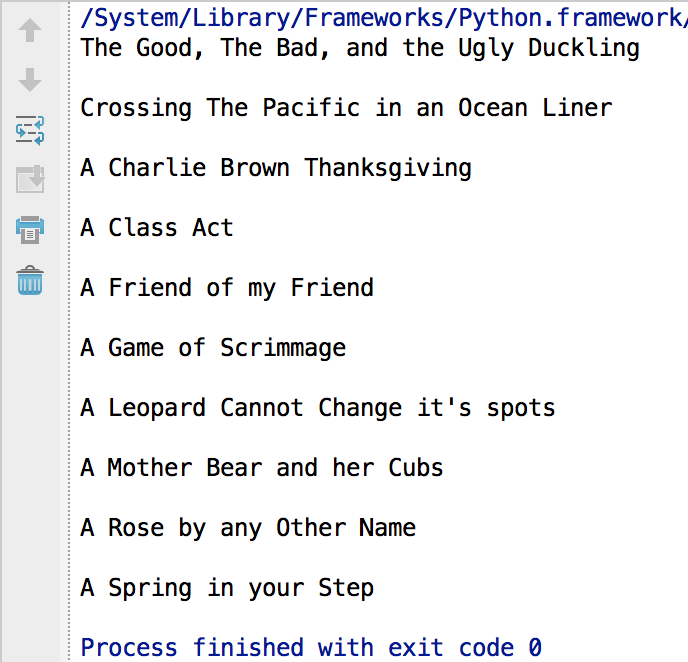 /System/Library/Frameworks/Python.framework/
The Good, The Bad, and the Ugly Duckling
Crossing The Pacific in an Ocean Liner
A Charlie Brown Thanksgiving
A Class Act
A Friend of my Friend
A Game of Scrimmage
A Leopard Cannot Change it's spots
A Mother Bear and her Cubs
A Rose by any Other Name
A Spring in your Step
Process finished with exit code 0